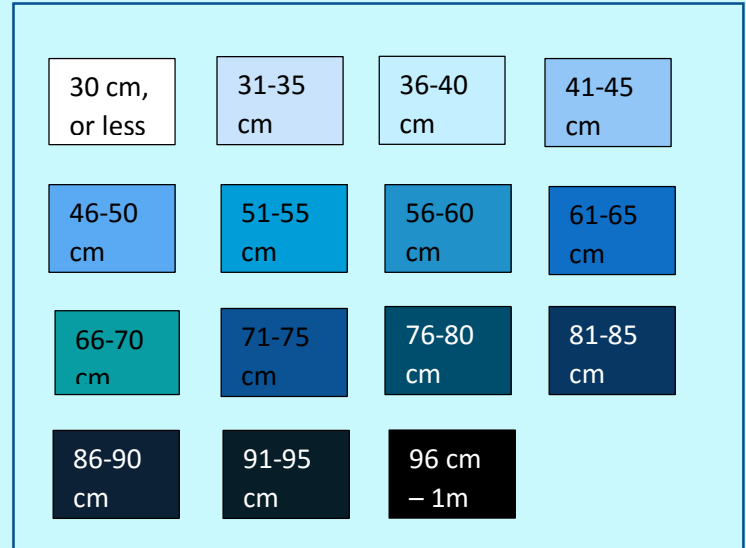 30 cm,
or less
31-35
cm
36-40
cm
41-45
cm
46-50
cm
51-55
cm
56-60
cm
61-65
cm
66-70
cm
71-75
cm
76-80
cm
81-85
cm
86-90
cm
91-95
cm
96 cm
– 1m